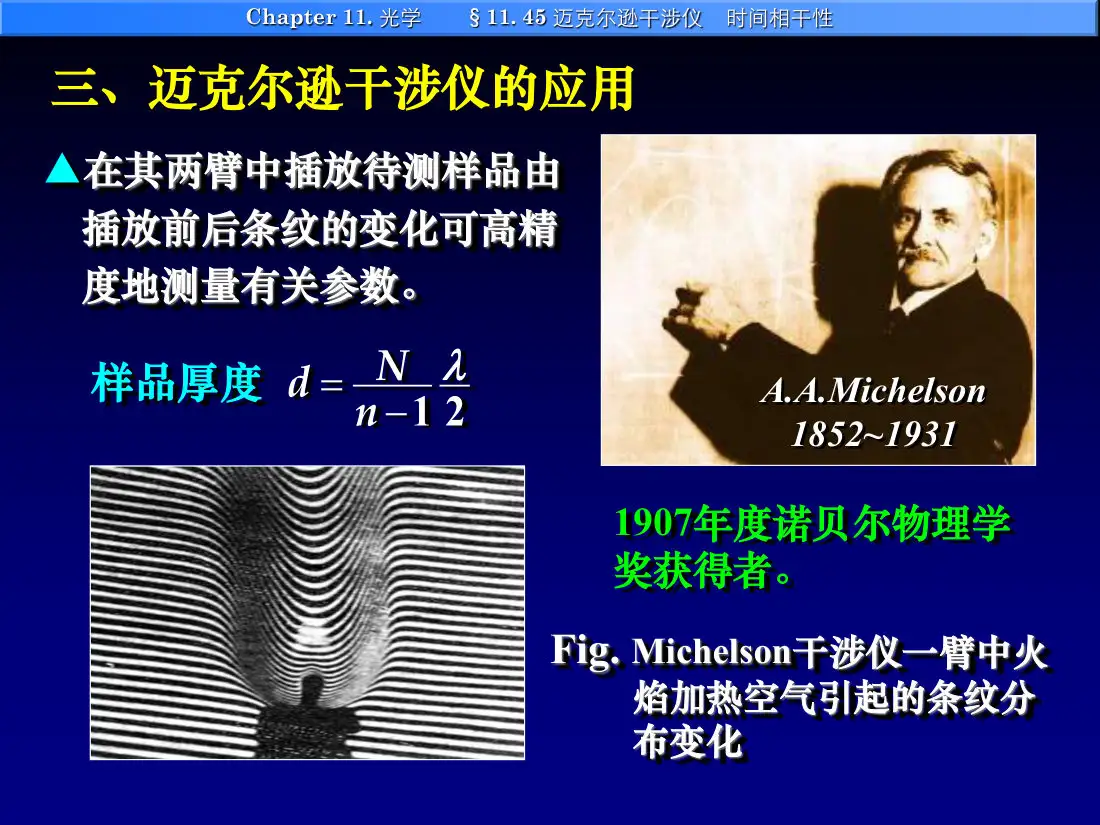 Chapter 11. 光学 §11. 45 迈克尔逊干涉仪 时间相干性
三、迈克尔逊干涉仪的应用
▲在其两臂中插放待测样品由
插放前后条纹的变化可高精
度地测量有关参数。
样品厚度 d = \frac{N}{n-1} \frac{λ}{2}
A.A.Michelson
1852~1931
1907年度诺贝尔物理学
奖获得者。
Fig. Michelson干涉仪一臂中火
焰加热空气引起的条纹分
布变化